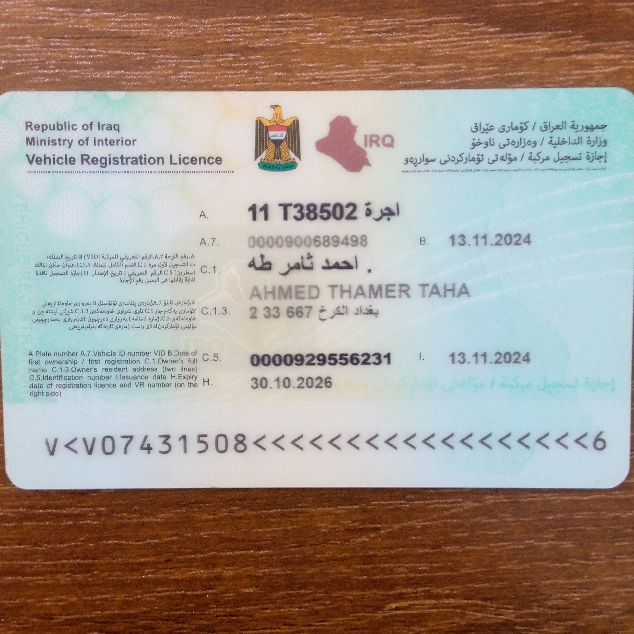 Republic of Iraq
Ministry of Interior
Vehicle Registration Licence
IRQ
جمهورية العراق / كۆماری عێراق
وزارة الداخلية / وەزارەتی ناوخۆ
إجازة تسجيل مركبة / مۆڵەتی تۆمارکردنی سواریەو
A. 11 T38502 اجرة
A.7. 0000900689498 B. 13.11.2024
C.1. احمد ثامر طه .
AHMED THAMER TAHA
C.1.3. بغداد الكرخ 667 33 2
A Plate number A.7.Vehicle ID number VID B.Date of
first ownership / first registration C.1.Owner's full
name C.1.3.Owner's resident address (two lines)
C.5.Identification number I.Issuance date H.Expiry
date of registration licence and VR number (on the
right side)
C.5. 0000929556231 I. 13.11.2024
H. 30.10.2026
إجازة تسجيل مركبة / مۆڵەتی تۆمارکردنی
V<V07431508<<<<<<<<<<<<<<<<<<6